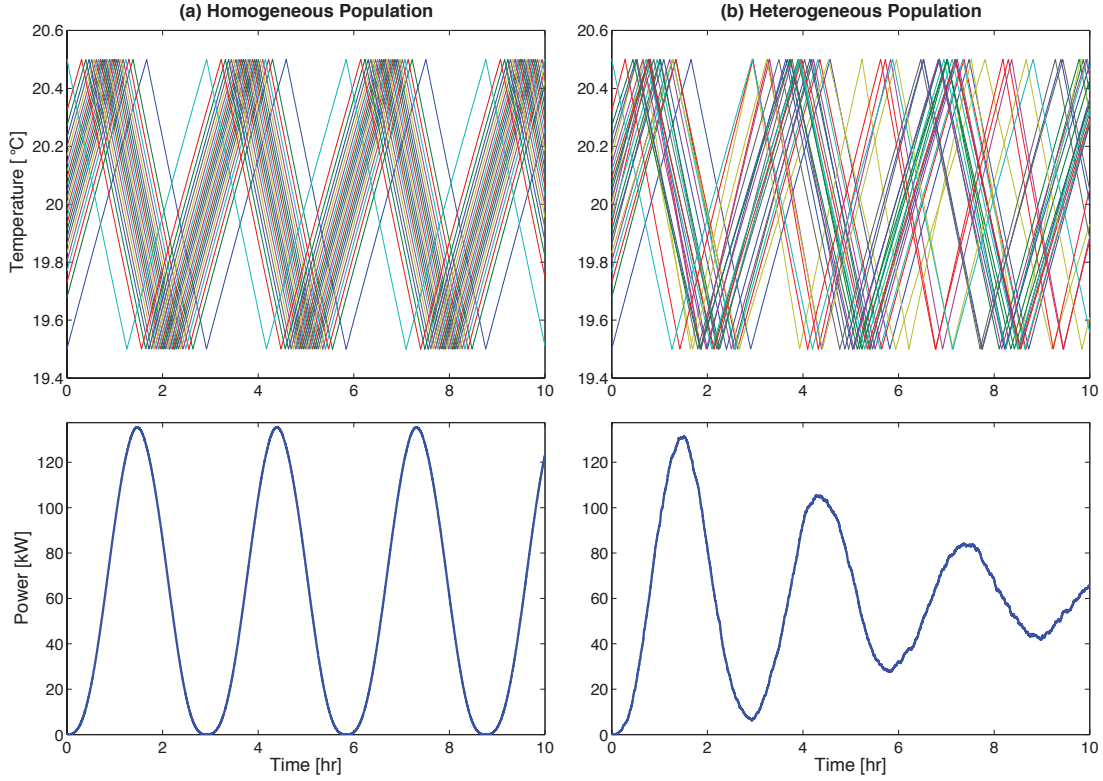 (a) Homogeneous Population
(b) Heterogeneous Population
Temperature [ °C]
20.6
20.4
20.2
20
19.8
19.6
19.4
0 2 4 6 8 10
20.6
20.4
20.2
20
19.8
19.6
19.4
0 2 4 6 8 10
Power [kW]
120
100
80
60
40
20
0
0 2 4 6 8 10
Time [hr]
120
100
80
60
40
20
0
0 2 4 6 8 10
Time [hr]